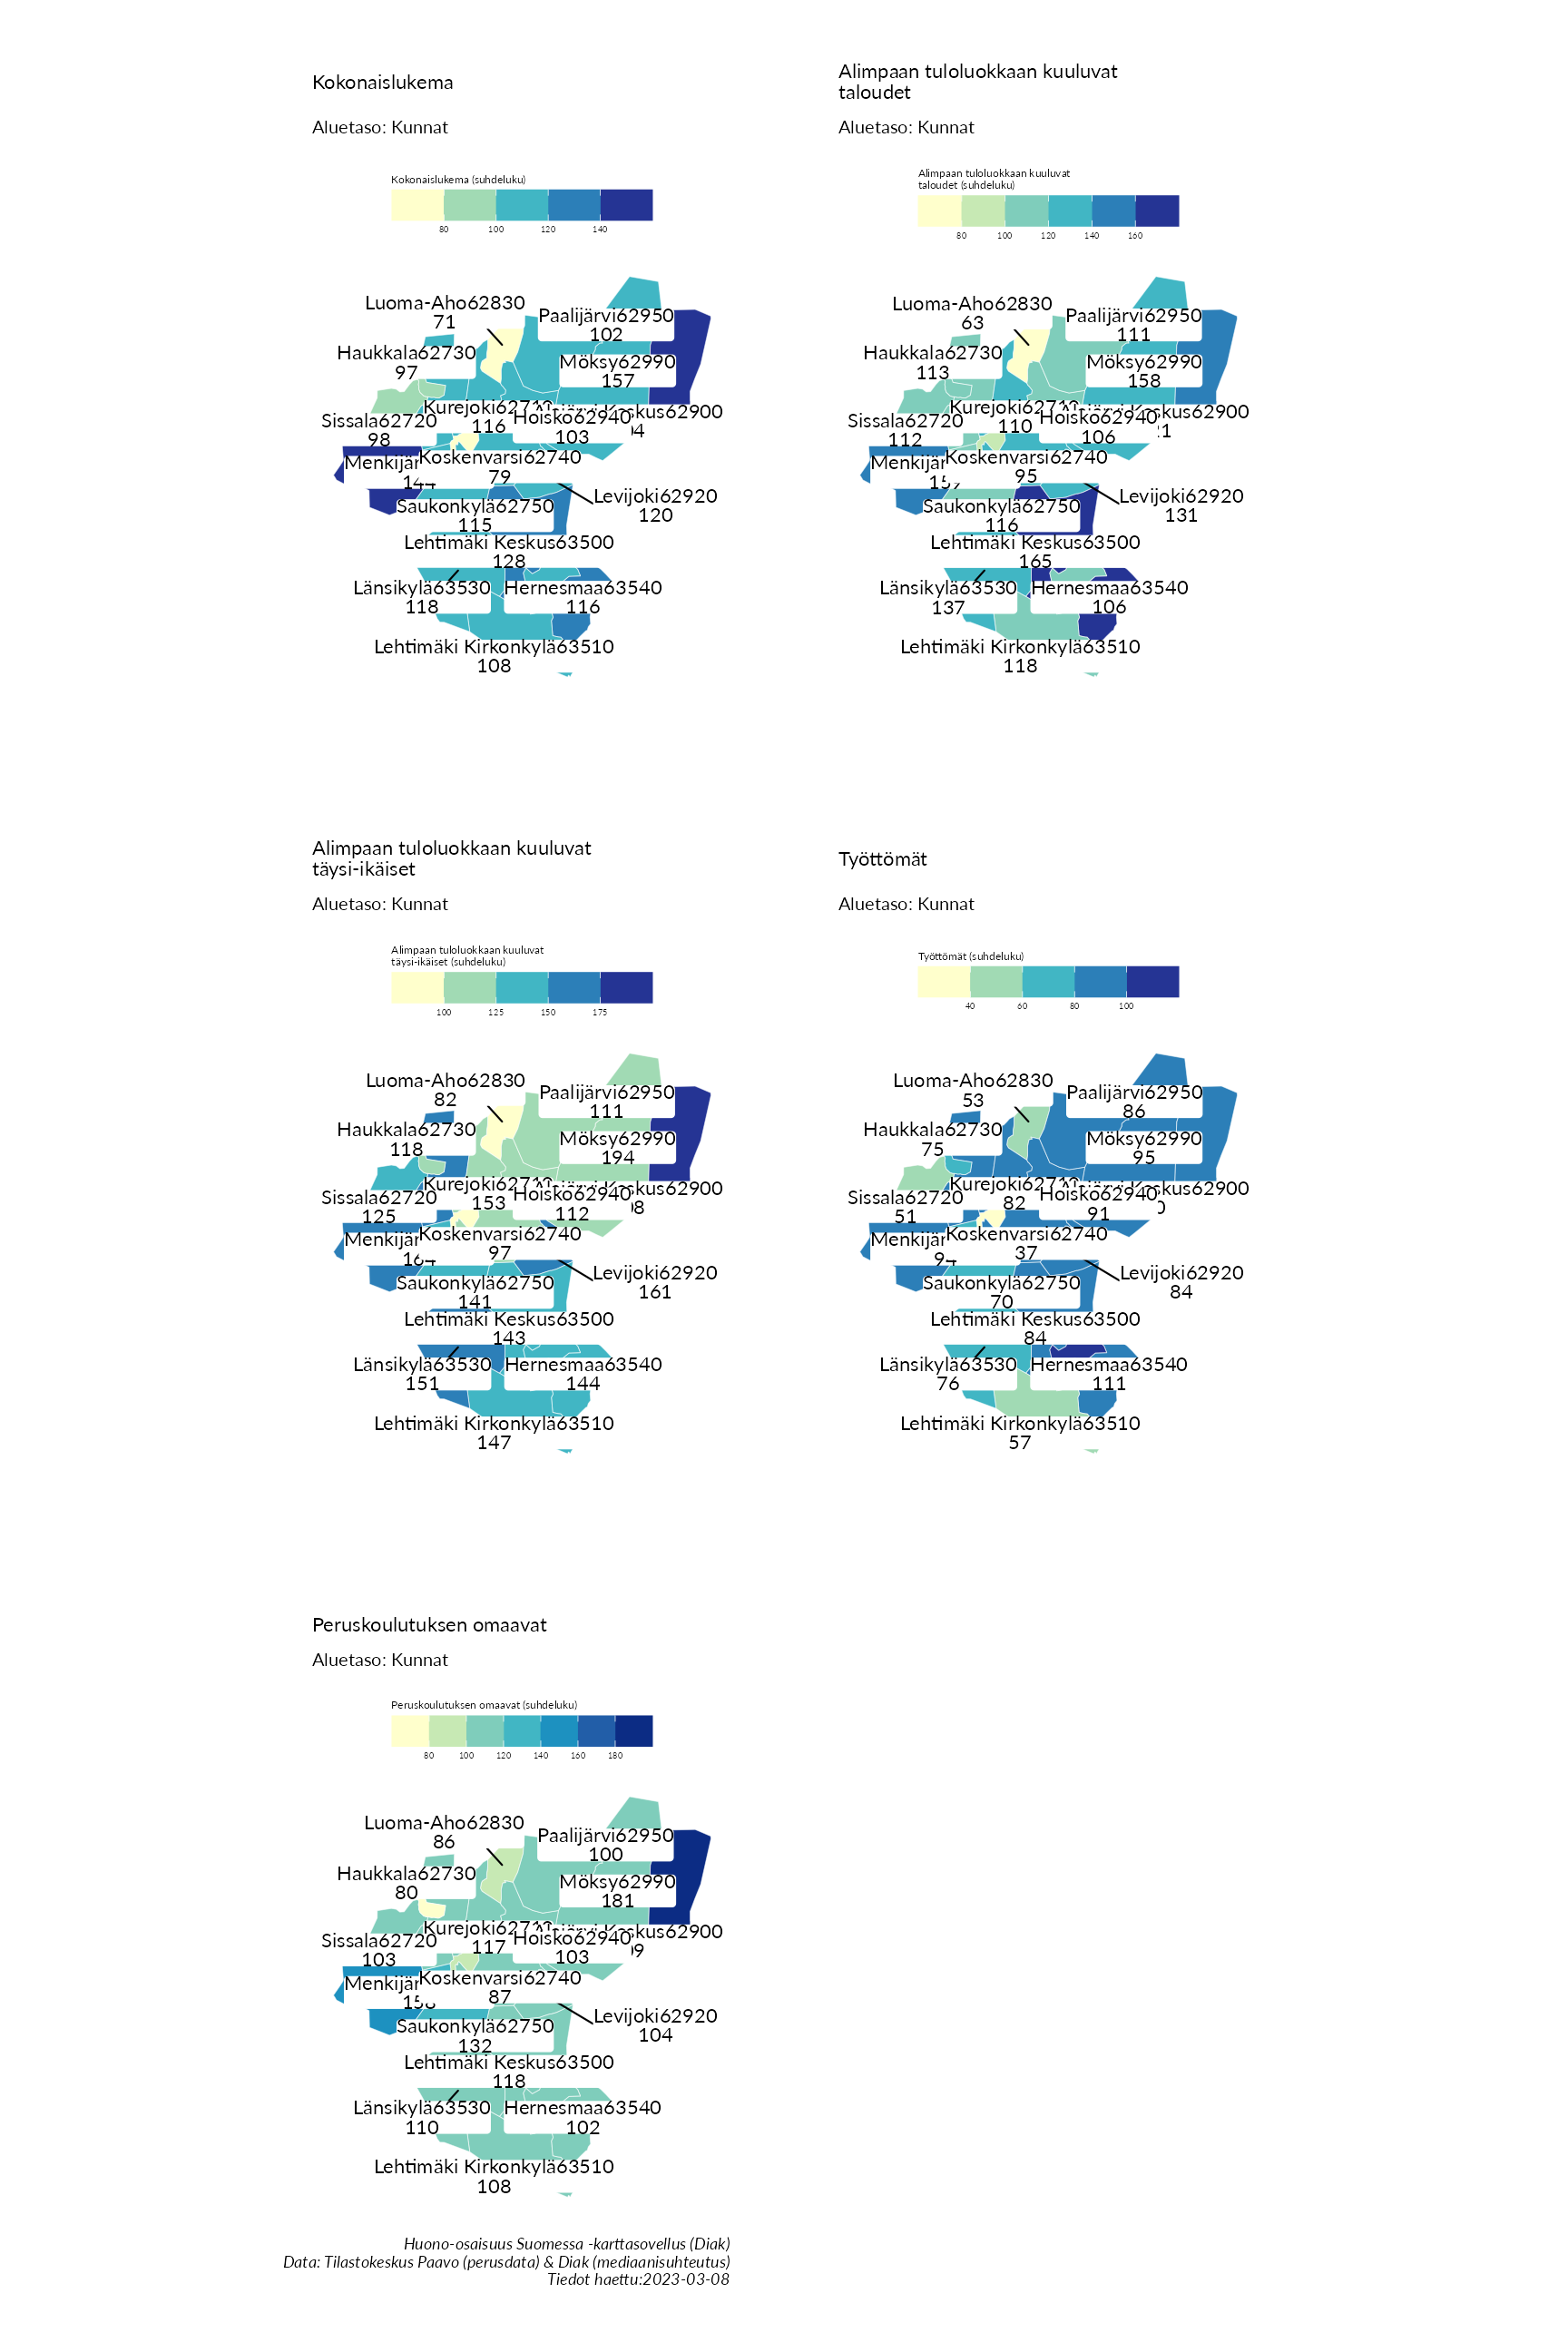 Kokonaislukema
Aluetaso: Kunnat
Kokonaislukema (suhdeluku)
80 100 120 140
Luoma-Aho62830
71
Paalijärvi62950
102
Haukkala62730
97
Möksy62990
157
Kurejoki62710
116
Hoisko62940
103
skus62900
Sissala62720
98
Koskenvarsi62740
79
Levijoki62920
120
Saukonkylä62750
115
Lehtimäki Keskus63500
128
Länsikylä63530
118
Hernesmaa63540
116
Lehtimäki Kirkonkylä63510
108
Alimpaan tuloluokkaan kuuluvat
taloudet
Aluetaso: Kunnat
Alimpaan tuloluokkaan kuuluvat
taloudet (suhdeluku)
80 100 120 140 160
Luoma-Aho62830
63
Paalijärvi62950
111
Haukkala62730
113
Möksy62990
158
Kurejoki62710
110
Hoisko62940
106
skus62900
Sissala62720
112
Koskenvarsi62740
95
Levijoki62920
131
Saukonkylä62750
116
Lehtimäki Keskus63500
165
Länsikylä63530
137
Hernesmaa63540
106
Lehtimäki Kirkonkylä63510
118
Alimpaan tuloluokkaan kuuluvat
täysi-ikäiset
Aluetaso: Kunnat
Alimpaan tuloluokkaan kuuluvat
täysi-ikäiset (suhdeluku)
100 125 150 175
Luoma-Aho62830
82
Paalijärvi62950
111
Haukkala62730
118
Möksy62990
194
Kurejoki62710
153
Hoisko62940
112
skus62900
Sissala62720
125
Koskenvarsi62740
97
Levijoki62920
161
Saukonkylä62750
141
Lehtimäki Keskus63500
143
Länsikylä63530
151
Hernesmaa63540
144
Lehtimäki Kirkonkylä63510
147
Työttömät
Aluetaso: Kunnat
Työttömät (suhdeluku)
40 60 80 100
Luoma-Aho62830
53
Paalijärvi62950
86
Haukkala62730
75
Möksy62990
95
Kurejoki62710
82
Hoisko62940
91
skus62900
Sissala62720
51
Koskenvarsi62740
37
Levijoki62920
84
Saukonkylä62750
70
Lehtimäki Keskus63500
84
Länsikylä63530
76
Hernesmaa63540
111
Lehtimäki Kirkonkylä63510
57
Peruskoulutuksen omaavat
Aluetaso: Kunnat
Peruskoulutuksen omaavat (suhdeluku)
80 100 120 140 160 180
Luoma-Aho62830
86
Paalijärvi62950
100
Haukkala62730
80
Möksy62990
181
Kurejoki62710
117
Hoisko62940
103
skus62900
Sissala62720
103
Koskenvarsi62740
87
Levijoki62920
104
Saukonkylä62750
132
Lehtimäki Keskus63500
118
Länsikylä63530
110
Hernesmaa63540
102
Lehtimäki Kirkonkylä63510
108
Huono-osaisuus Suomessa -karttasovellus (Diak)
Data: Tilastokeskus Paavo (perusdata) & Diak (mediaanisuhteutus)
Tiedot haettu:2023-03-08